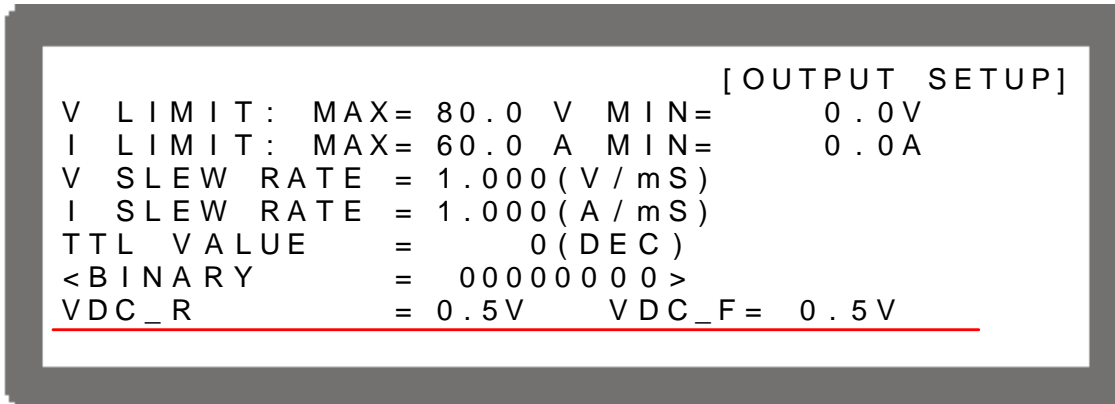 [OUTPUT SETUP]
V LIMIT: MAX= 80.0 V MIN= 0.0V
I LIMIT: MAX= 60.0 A MIN= 0.0A
V SLEW RATE = 1.000(V/mS)
I SLEW RATE = 1.000(A/mS)
TTL VALUE = 0(DEC)
<BINARY = 00000000>
VDC_R = 0.5V VDC_F= 0.5V